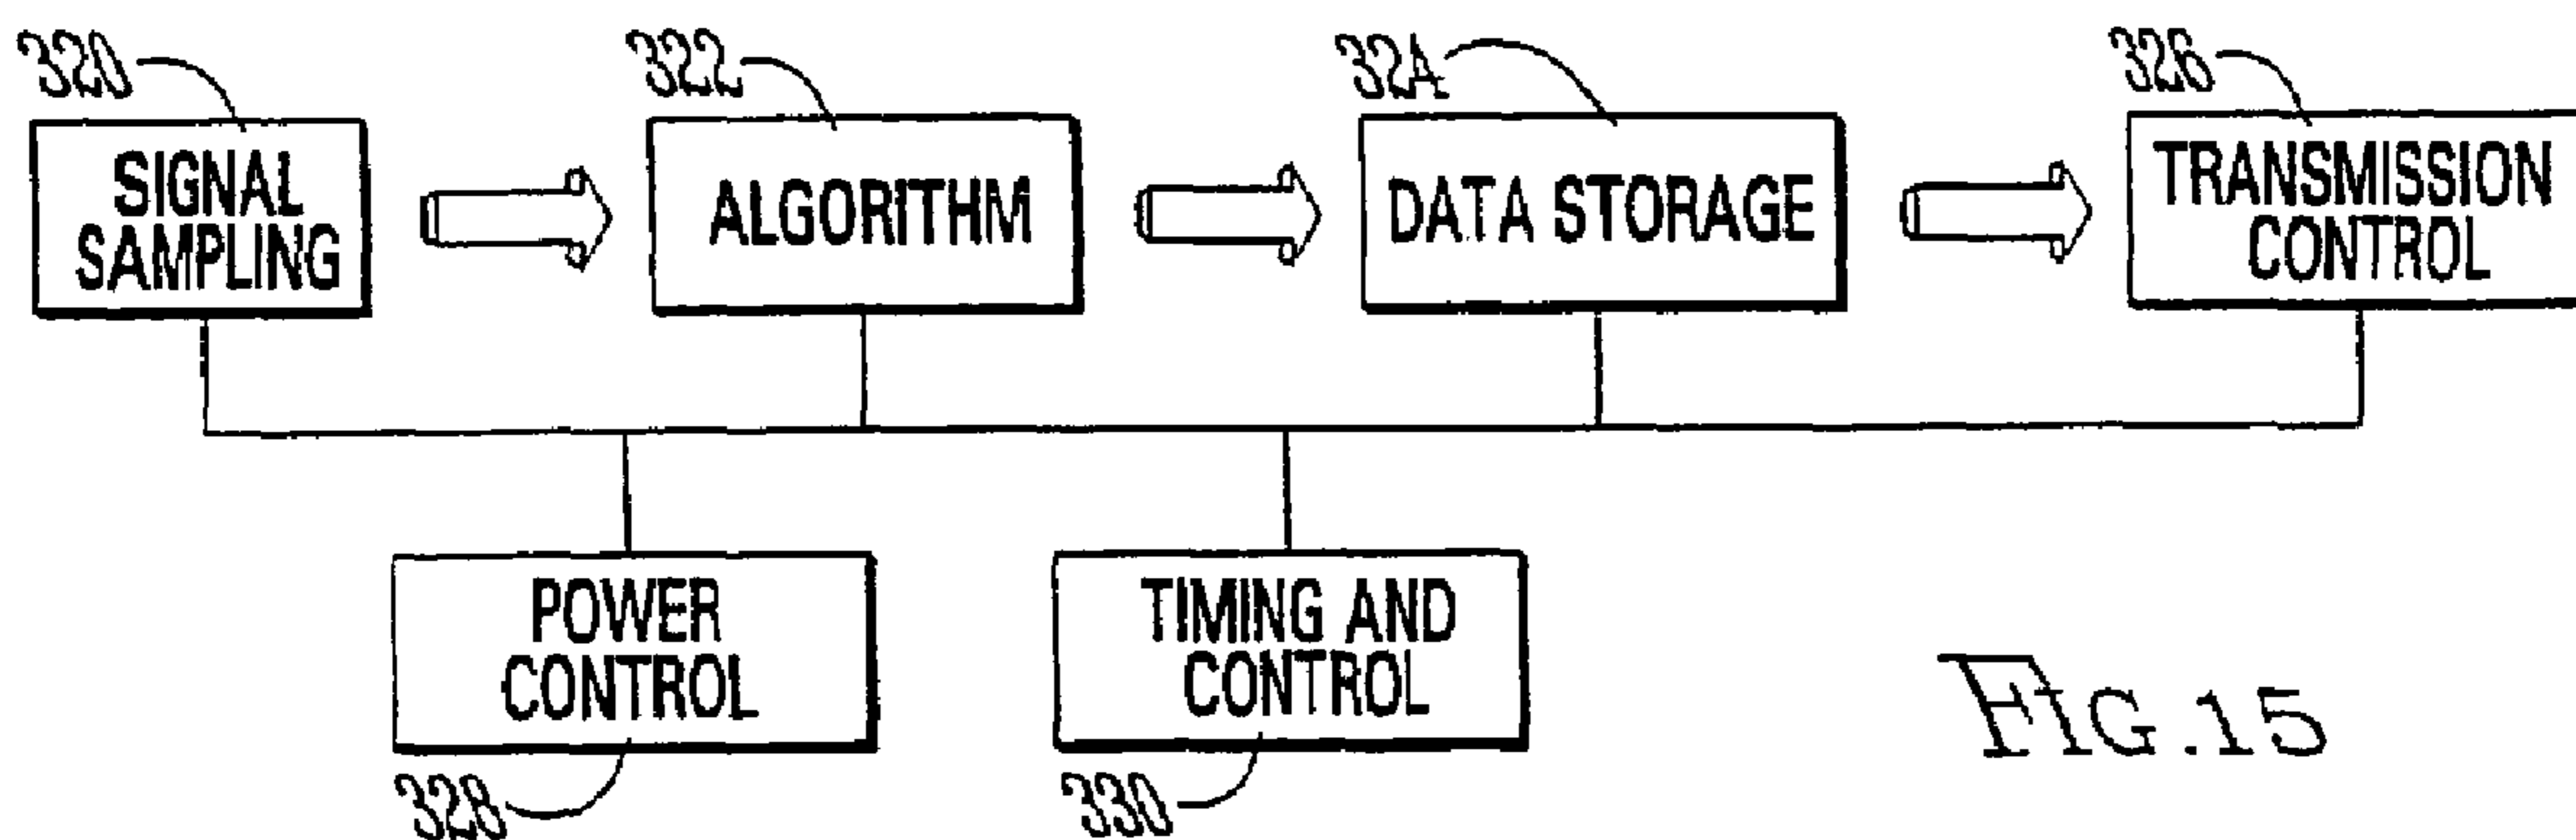 320
322
324
326
SIGNAL
SAMPLING
ALGORITHM
DATA STORAGE
TRANSMISSION
CONTROL
POWER
CONTROL
TIMING AND
CONTROL
328
330
FIG.15